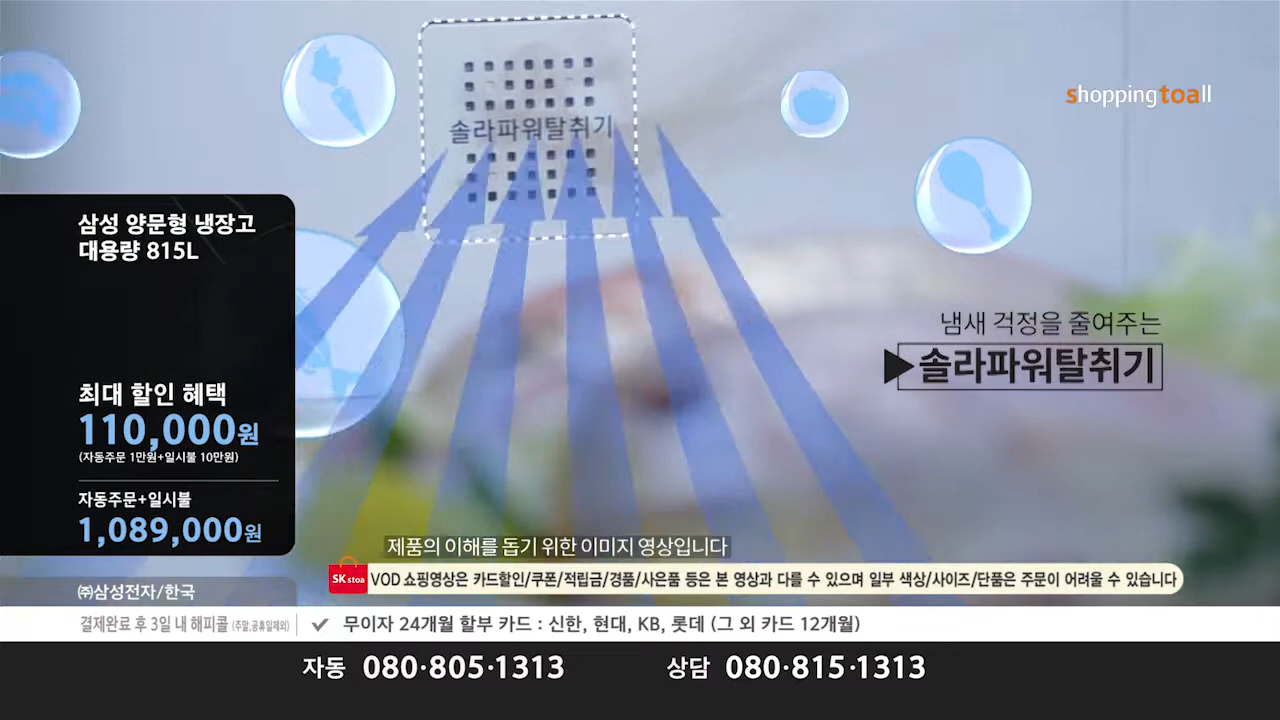 솔라파워탈취기
shoppingtoall
삼성 양문형 냉장고
대용량 815L
냄새 걱정을 줄여주는
▶솔라파워탈취기
최대 할인 혜택
110,000원
(자동주문 1만원+일시불 10만원)
자동주문+일시불
1,089,000원
제품의 이해를 돕기 위한 이미지 영상입니다
SK stoa VOD 쇼핑영상은 카드할인/쿠폰/적립금/경품/사은품 등은 본 영상과 다를 수 있으며 일부 색상/사이즈/단품은 주문이 어려울 수 있습니다
㈜삼성전자/한국
결제완료 후 3일 내 해피콜 (주말,공휴일제외) ✓ 무이자 24개월 할부 카드 : 신한, 현대, KB, 롯데 (그 외 카드 12개월)
자동 080·805·1313 상담 080·815·1313